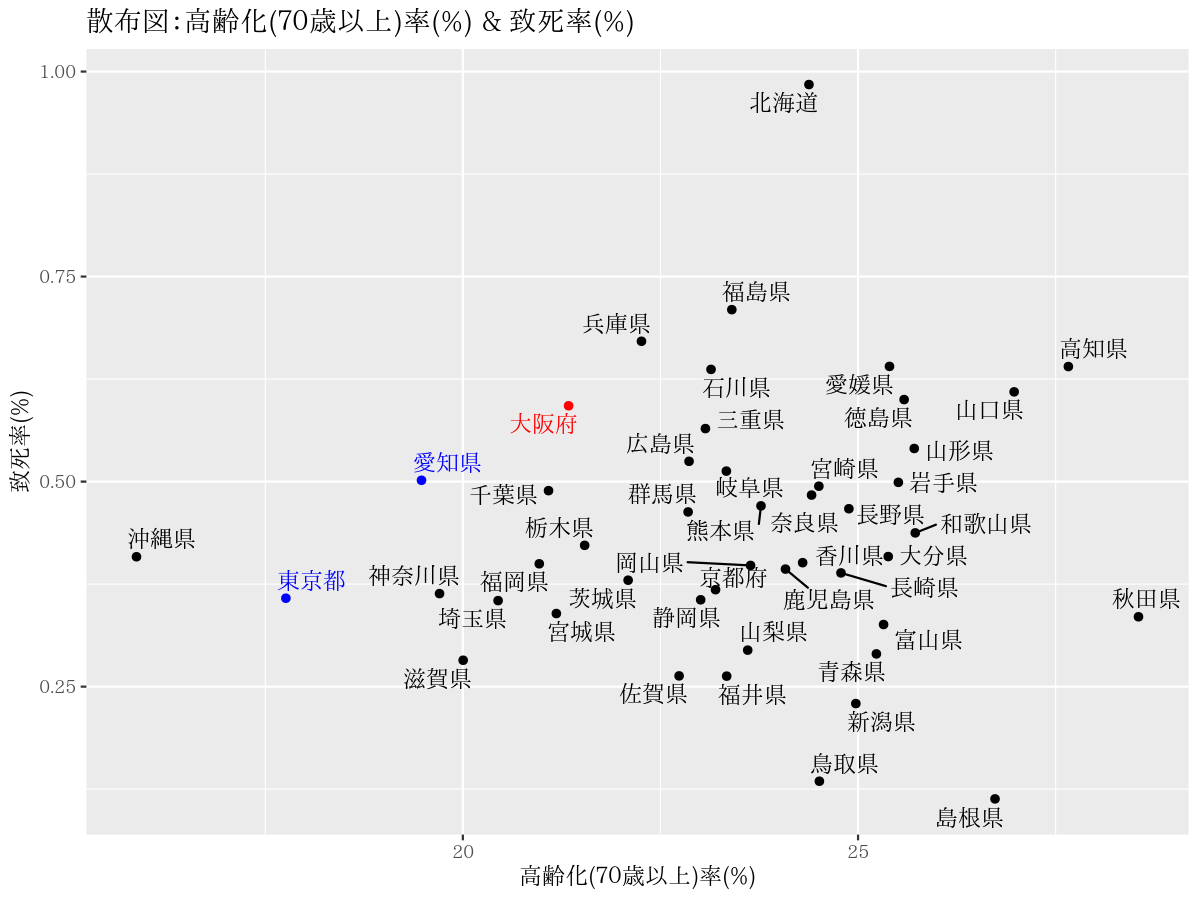 散布図:高齢化(70歳以上)率(%) & 致死率(%)
1.00
北海道
0.75
福島県
兵庫県
高知県
石川県
愛媛県
山口県
大阪府
三重県
徳島県
広島県
山形県
愛知県
宮崎県
致死率(%)
0.50
千葉県
群馬県
岐阜県
岩手県
栃木県
熊本県
奈良県
長野県
和歌山県
沖縄県
岡山県
香川県
大分県
東京都
神奈川県
福岡県
京都府
長崎県
茨城県
鹿児島県
秋田県
埼玉県
宮城県
静岡県
山梨県
富山県
滋賀県
0.25
佐賀県
福井県
青森県
新潟県
鳥取県
島根県
20
25
高齢化(70歳以上)率(%)